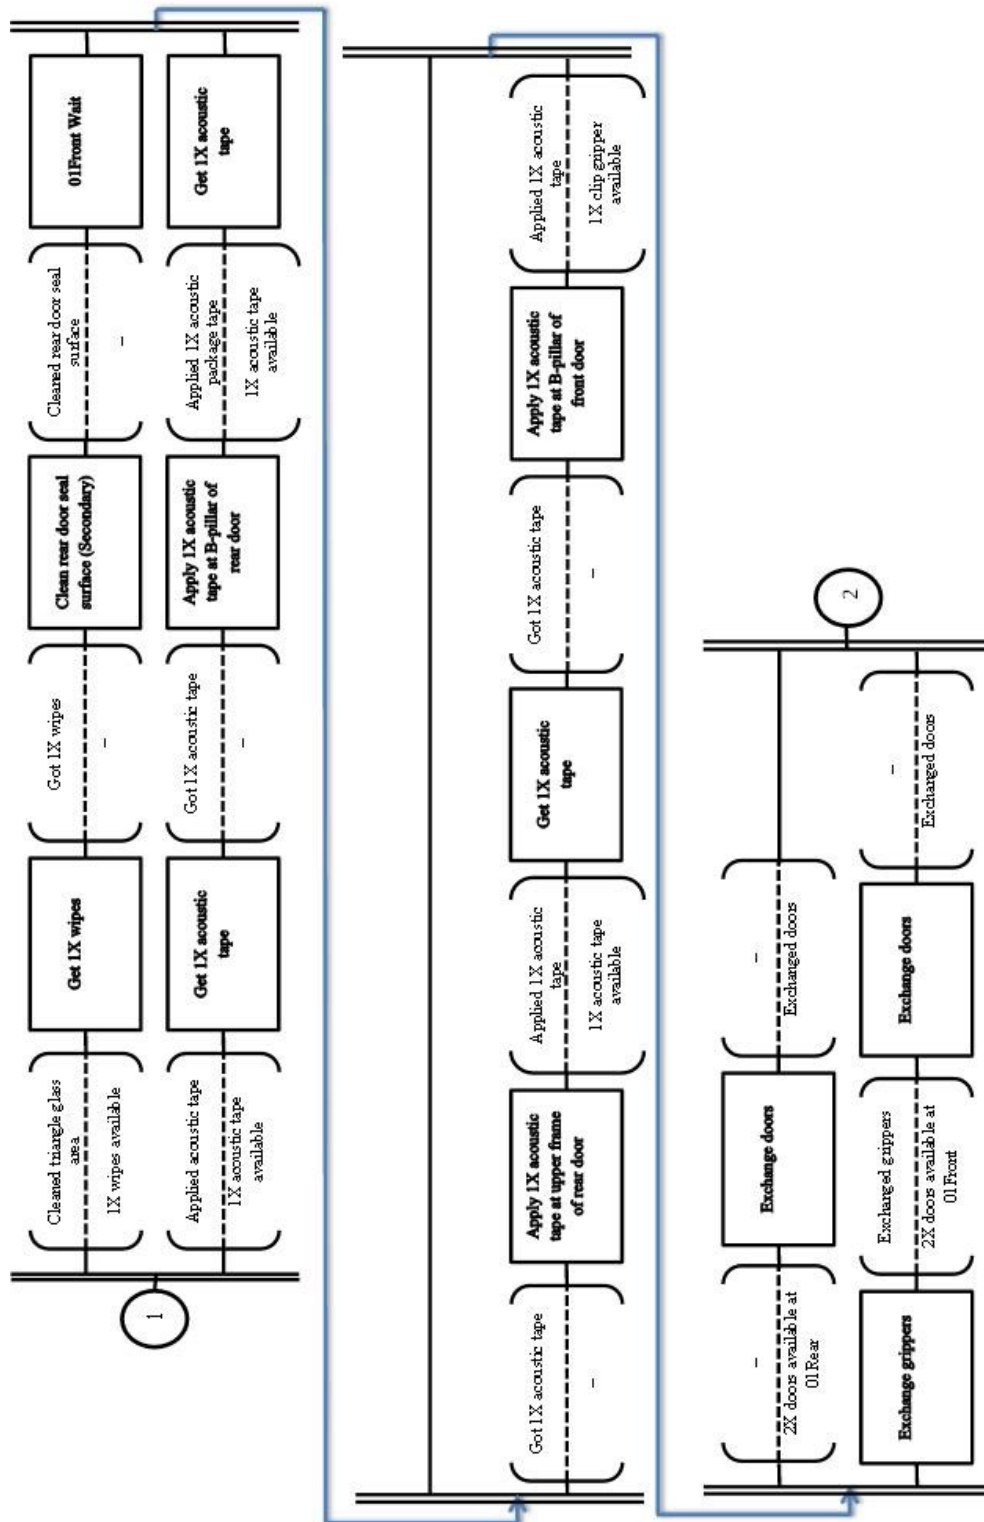 1
Cleaned triangle glass
area
1X wipes available
Get 1X wipes
Got 1X wipes
–
Clean rear door seal
surface (Secondary)
Cleaned rear door seal
surface
–
01Front Wait
Applied acoustic tape
1X acoustic tape
available
Get 1X acoustic
tape
Got 1X acoustic tape
–
Apply 1X acoustic
tape at B-pillar of
rear door
Applied 1X acoustic
package tape
1X acoustic tape
available
Get 1X acoustic
tape
Got 1X acoustic tape
–
Apply 1X acoustic
tape at upper frame
of rear door
Applied 1X acoustic
tape
1X acoustic tape
available
Get 1X acoustic
tape
Got 1X acoustic tape
–
Apply 1X acoustic
tape at B-pillar of
front door
Applied 1X acoustic
tape
1X clip gripper
available
–
2X doors available at
01Rear
Exchange doors
–
Exchanged doors
Exchange grippers
Exchanged grippers
2X doors available at
01Front
Exchange doors
–
Exchanged doors
2